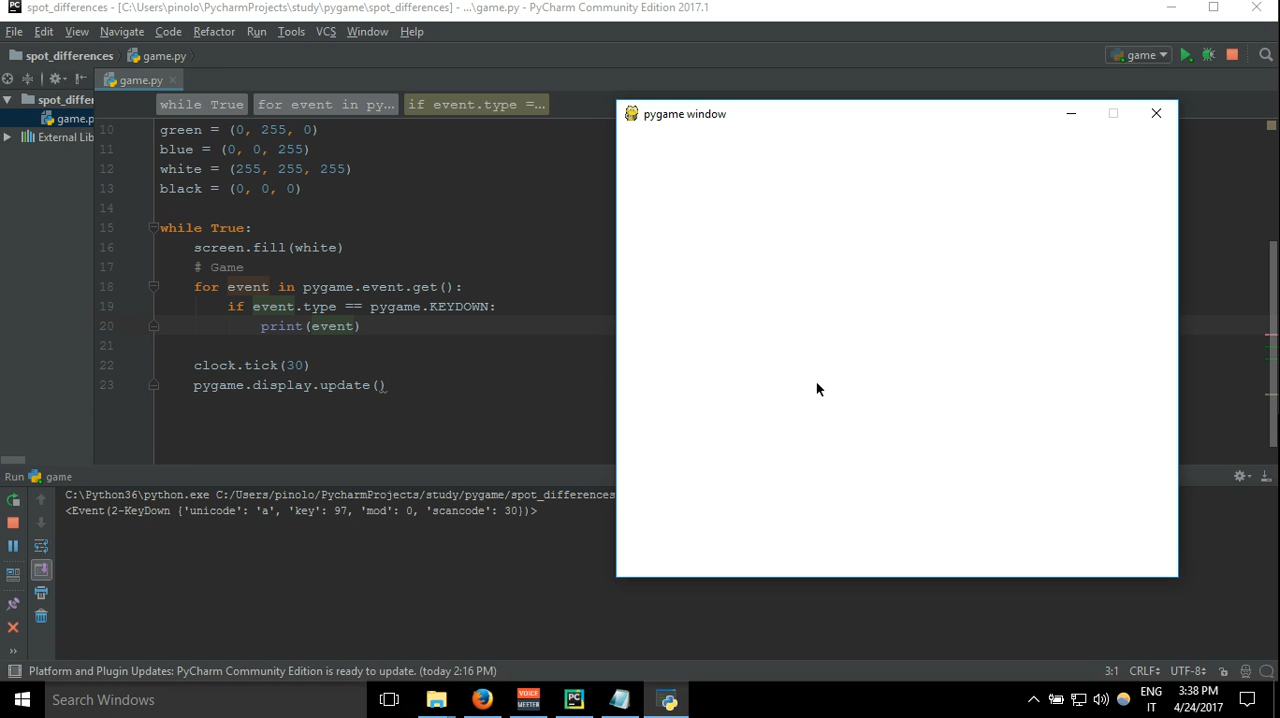 spot_differences - [C:\Users\pinolo\PycharmProjects\study\pygame\spot_differences] - ...\game.py - PyCharm Community Edition 2017.1
File Edit View Navigate Code Refactor Run Tools VCS Window Help
spot_differences game.py game
game.py
spot_differ
game.p
External Lib
while True for event in py... if event.type =...
10 green = (0, 255, 0)
11 blue = (0, 0, 255)
12 white = (255, 255, 255)
13 black = (0, 0, 0)
14
15 while True:
16 screen.fill(white)
17 # Game
18 for event in pygame.event.get():
19 if event.type == pygame.KEYDOWN:
20 print(event)
21
22 clock.tick(30)
23 pygame.display.update()
pygame window
Run game
C:\Python36\python.exe C:/Users/pinolo/PycharmProjects/study/pygame/spot_differences
<Event(2-KeyDown {'unicode': 'a', 'key': 97, 'mod': 0, 'scancode': 30})>
Platform and Plugin Updates: PyCharm Community Edition is ready to update. (today 2:16 PM) 3:1 CRLF UTF-8
Search Windows
VOICE
MEETER
PC
ENG
IT
3:38 PM
4/24/2017